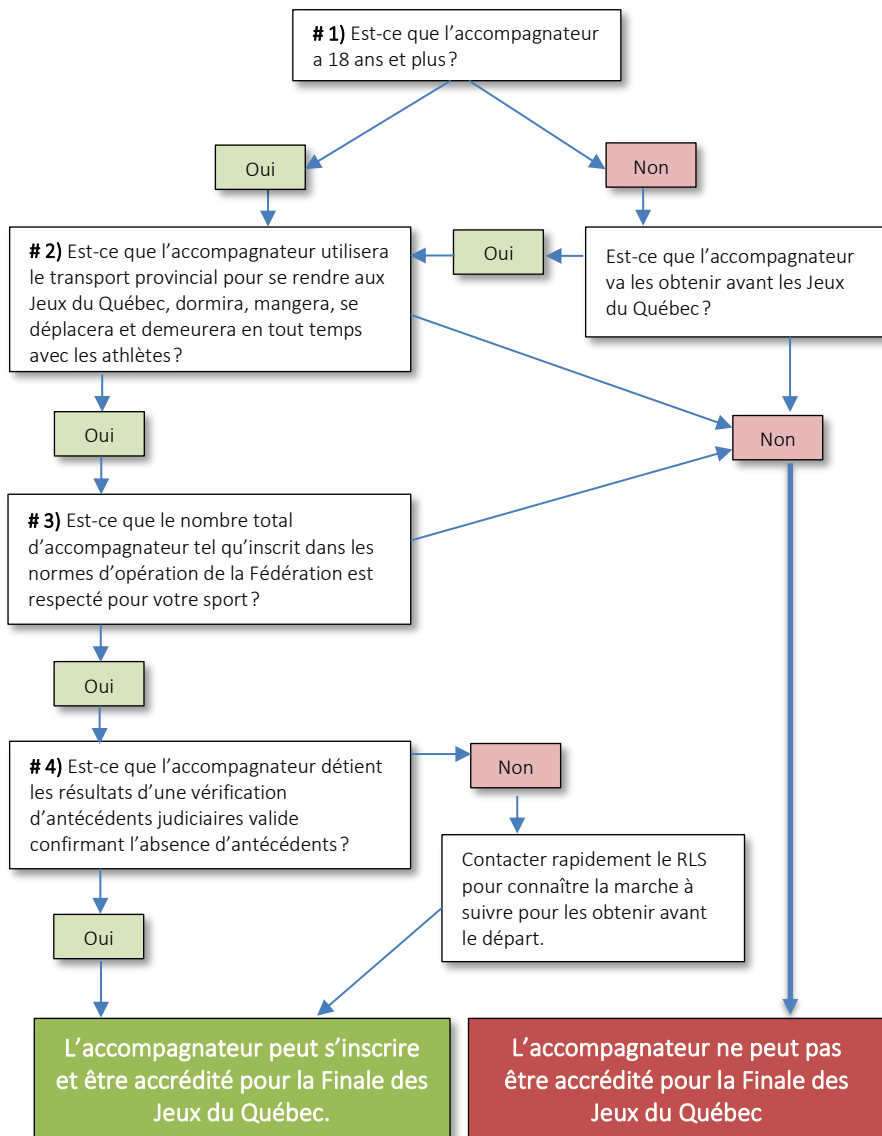 # 1) Est-ce que l’accompagnateur
a 18 ans et plus ?
Oui
Non
# 2) Est-ce que l’accompagnateur utilisera
le transport provincial pour se rendre aux
Jeux du Québec, dormira, mangera, se
déplacera et demeurera en tout temps
avec les athlètes ?
Oui
Est-ce que l’accompagnateur
va les obtenir avant les Jeux
du Québec ?
Oui
Non
# 3) Est-ce que le nombre total
d’accompagnateur tel qu’inscrit dans les
normes d’opération de la Fédération est
respecté pour votre sport ?
Oui
# 4) Est-ce que l’accompagnateur détient
les résultats d’une vérification
d’antécédents judiciaires valide
confirmant l’absence d’antécédents ?
Non
Contacter rapidement le RLS
pour connaître la marche à
suivre pour les obtenir avant
le départ.
Oui
L’accompagnateur peut s’inscrire
et être accrédité pour la Finale des
Jeux du Québec.
L’accompagnateur ne peut pas
être accrédité pour la Finale des
Jeux du Québec